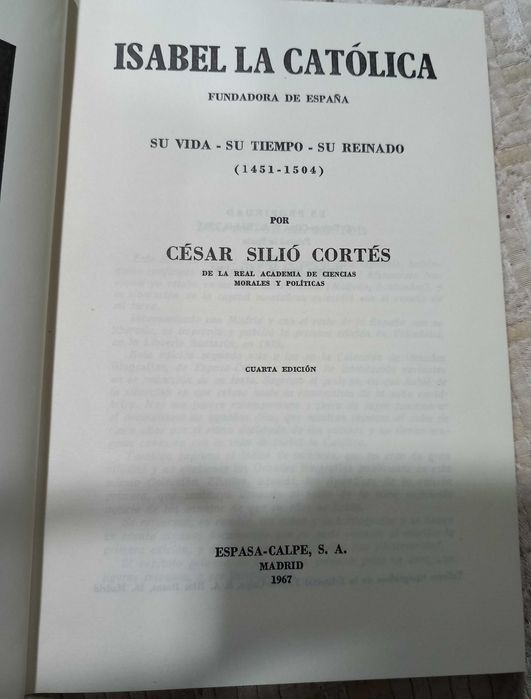 ISABEL LA CATÓLICA
FUNDADORA DE ESPAÑA
SU VIDA - SU TIEMPO - SU REINADO
(1451-1504)
POR
CÉSAR SILIÓ CORTÉS
DE LA REAL ACADEMIA DE CIENCIAS
MORALES Y POLÍTICAS
CUARTA EDICIÓN
ESPASA-CALPE, S. A.
MADRID
1967